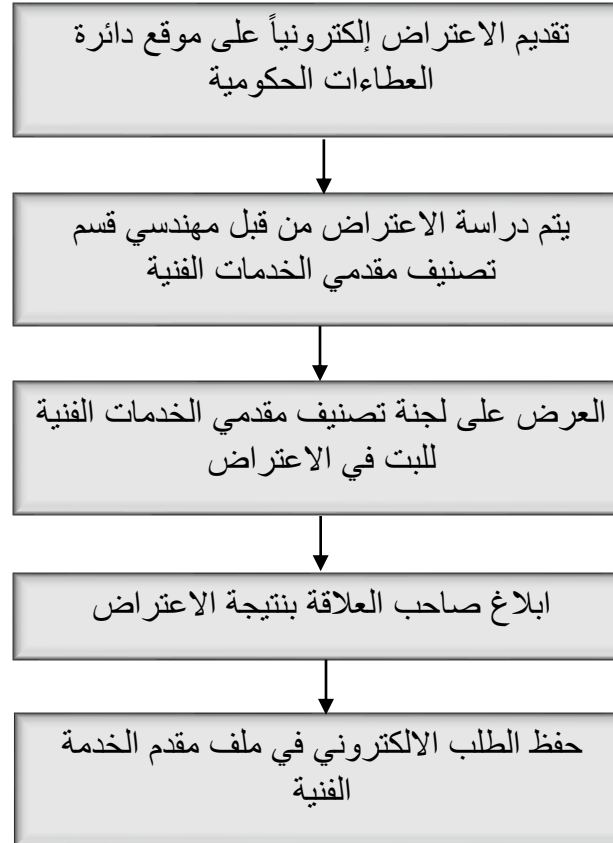 تقديم الاعتراض إلكترونياً على موقع دائرة
العطاءات الحكومية
يتم دراسة الاعتراض من قبل مهندسي قسم
تصنيف مقدمي الخدمات الفنية
العرض على لجنة تصنيف مقدمي الخدمات الفنية
للبت في الاعتراض
ابلاغ صاحب العلاقة بنتيجة الاعتراض
حفظ الطلب الالكتروني في ملف مقدم الخدمة
الفنية